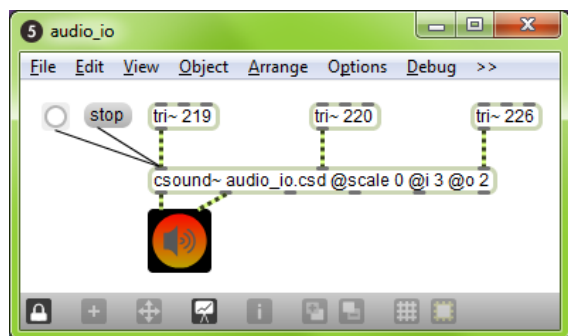 5 audio_io
File Edit View Object Arrange Options Debug >>
stop tri~ 219 tri~ 220 tri~ 226
csound~ audio_io.csd @scale 0 @i 3 @o 2
i